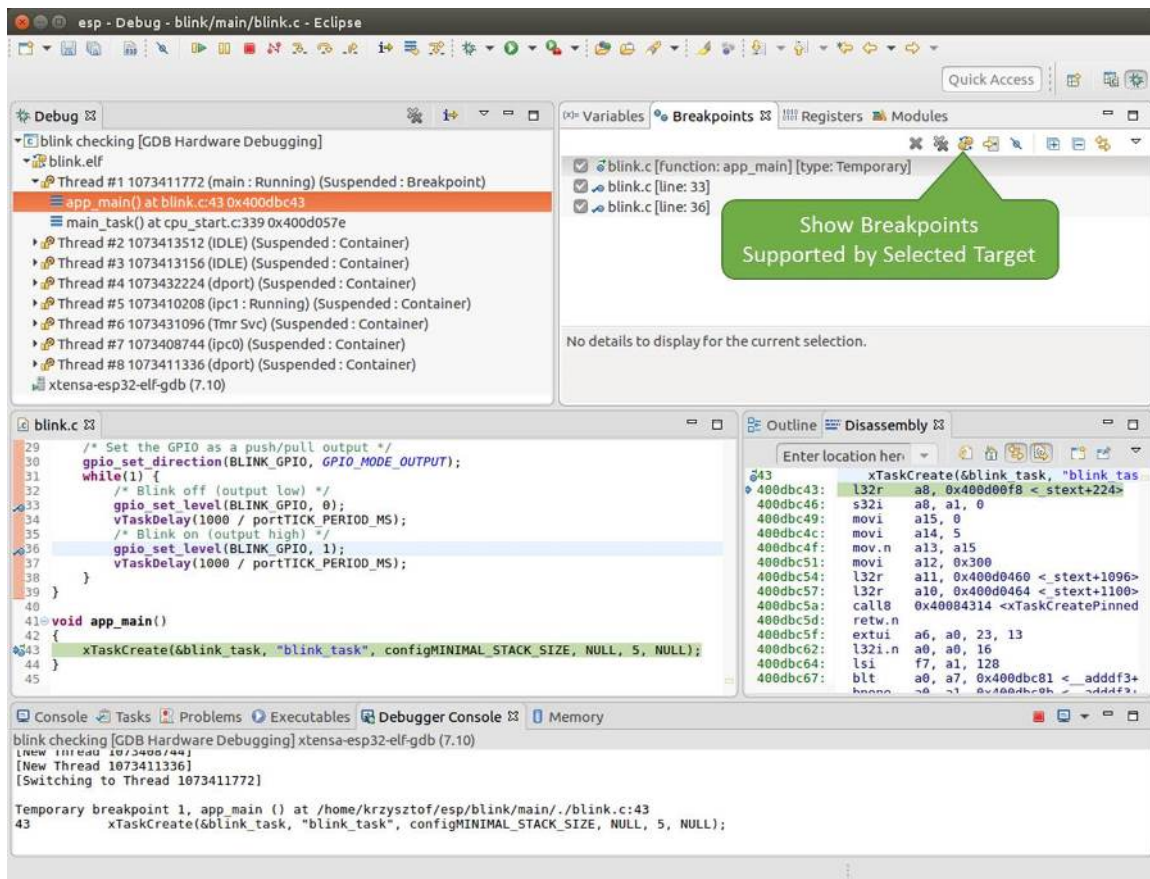 esp - Debug - blink/main/blink.c - Eclipse
Quick Access
Debug
blink checking [GDB Hardware Debugging]
blink.elf
Thread #1 1073411772 (main : Running) (Suspended : Breakpoint)
app_main() at blink.c:43 0x400dbc43
main_task() at cpu_start.c:339 0x400d057e
Thread #2 1073413512 (IDLE) (Suspended : Container)
Thread #3 1073413156 (IDLE) (Suspended : Container)
Thread #4 1073432224 (dport) (Suspended : Container)
Thread #5 1073410208 (ipc1 : Running) (Suspended : Container)
Thread #6 1073431096 (Tmr Svc) (Suspended : Container)
Thread #7 1073408744 (ipc0) (Suspended : Container)
Thread #8 1073411336 (dport) (Suspended : Container)
xtensa-esp32-elf-gdb (7.10)
(x)= Variables Breakpoints Registers Modules
blink.c [function: app_main] [type: Temporary]
blink.c [line: 33]
blink.c [line: 36]
Show Breakpoints
Supported by Selected Target
No details to display for the current selection.
blink.c
29 /* Set the GPIO as a push/pull output */
30 gpio_set_direction(BLINK_GPIO, GPIO_MODE_OUTPUT);
31 while(1) {
32 /* Blink off (output low) */
33 gpio_set_level(BLINK_GPIO, 0);
34 vTaskDelay(1000 / portTICK_PERIOD_MS);
35 /* Blink on (output high) */
36 gpio_set_level(BLINK_GPIO, 1);
37 vTaskDelay(1000 / portTICK_PERIOD_MS);
38 }
39 }
40
41 void app_main()
42 {
43 xTaskCreate(&blink_task, "blink_task", configMINIMAL_STACK_SIZE, NULL, 5, NULL);
44 }
45
Outline Disassembly
Enter location her
43 xTaskCreate(&blink_task, "blink_tas
400dbc43: l32r a8, 0x400d00f8 <_stext+224>
400dbc46: s32i a8, a1, 0
400dbc49: movi a15, 0
400dbc4c: movi a14, 5
400dbc4f: mov.n a13, a15
400dbc51: movi a12, 0x300
400dbc54: l32r a11, 0x400d0460 <_stext+1096>
400dbc57: l32r a10, 0x400d0464 <_stext+1100>
400dbc5a: call8 0x40084314 <xTaskCreatePinned
400dbc5d: retw.n
400dbc5f: extui a6, a0, 23, 13
400dbc62: l32i.n a0, a0, 16
400dbc64: lsi f7, a1, 128
400dbc67: blt a0, a7, 0x400dbc81 <__adddf3+
Console Tasks Problems Executables Debugger Console Memory
blink checking [GDB Hardware Debugging] xtensa-esp32-elf-gdb (7.10)
[New Thread 1073408744]
[New Thread 1073411336]
[Switching to Thread 1073411772]
Temporary breakpoint 1, app_main () at /home/krzysztof/esp/blink/main/./blink.c:43
43 xTaskCreate(&blink_task, "blink_task", configMINIMAL_STACK_SIZE, NULL, 5, NULL);